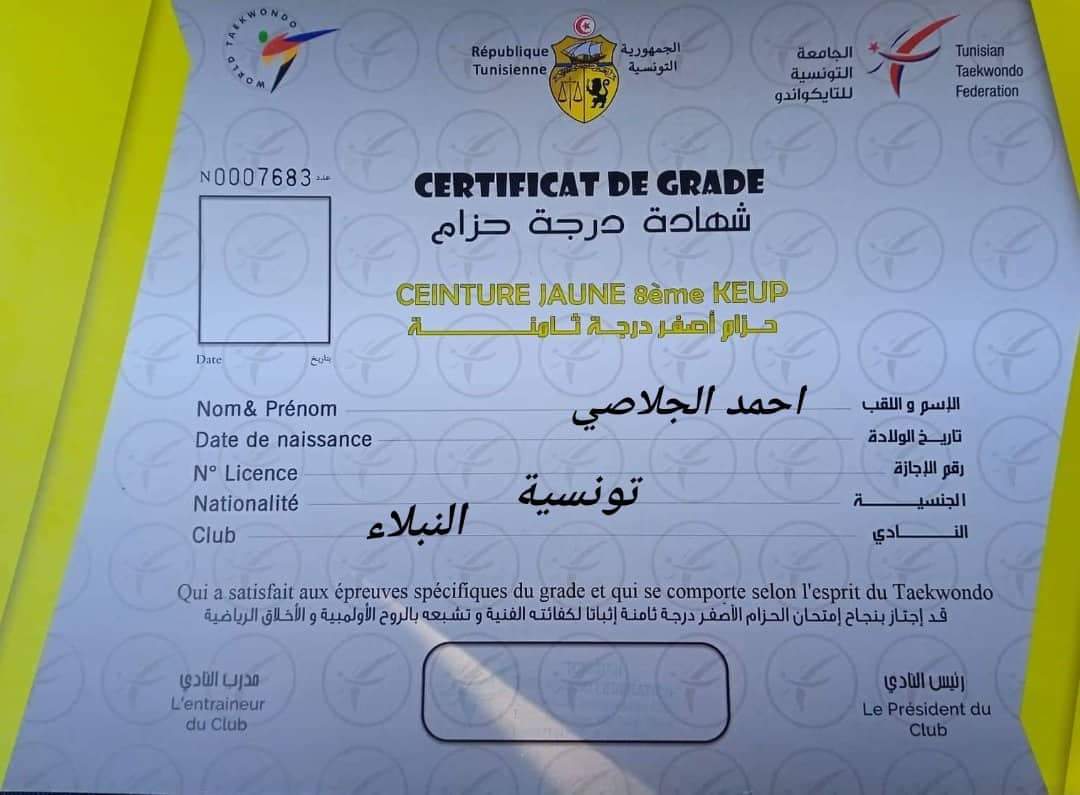 WORLD TAEKWONDO
République Tunisienne
الجمهورية التونسية
الجامعة التونسية للتايكواندو
Tunisian Taekwondo Federation
N 0007683 عدد
CERTIFICAT DE GRADE
شهادة درجة حزام
CEINTURE JAUNE 8ème KEUP
حزام أصفر درجة ثامنة
Date بتاريخ
Nom& Prénom احمد الجلاصي الإسم و اللقب
Date de naissance تاريخ الولادة
N° Licence رقم الإجازة
Nationalité تونسية الجنسية
Club النبلاء النادي
Qui a satisfait aux épreuves spécifiques du grade et qui se comporte selon l'esprit du Taekwondo
قد إجتاز بنجاح إمتحان الحزام الأصفر درجة ثامنة إثباتا لكفائته الفنية و تشبعه بالروح الأولمبية و الأخلاق الرياضية
مدرب النادي
L'entraineur
du Club
رئيس النادي
Le Président du
Club